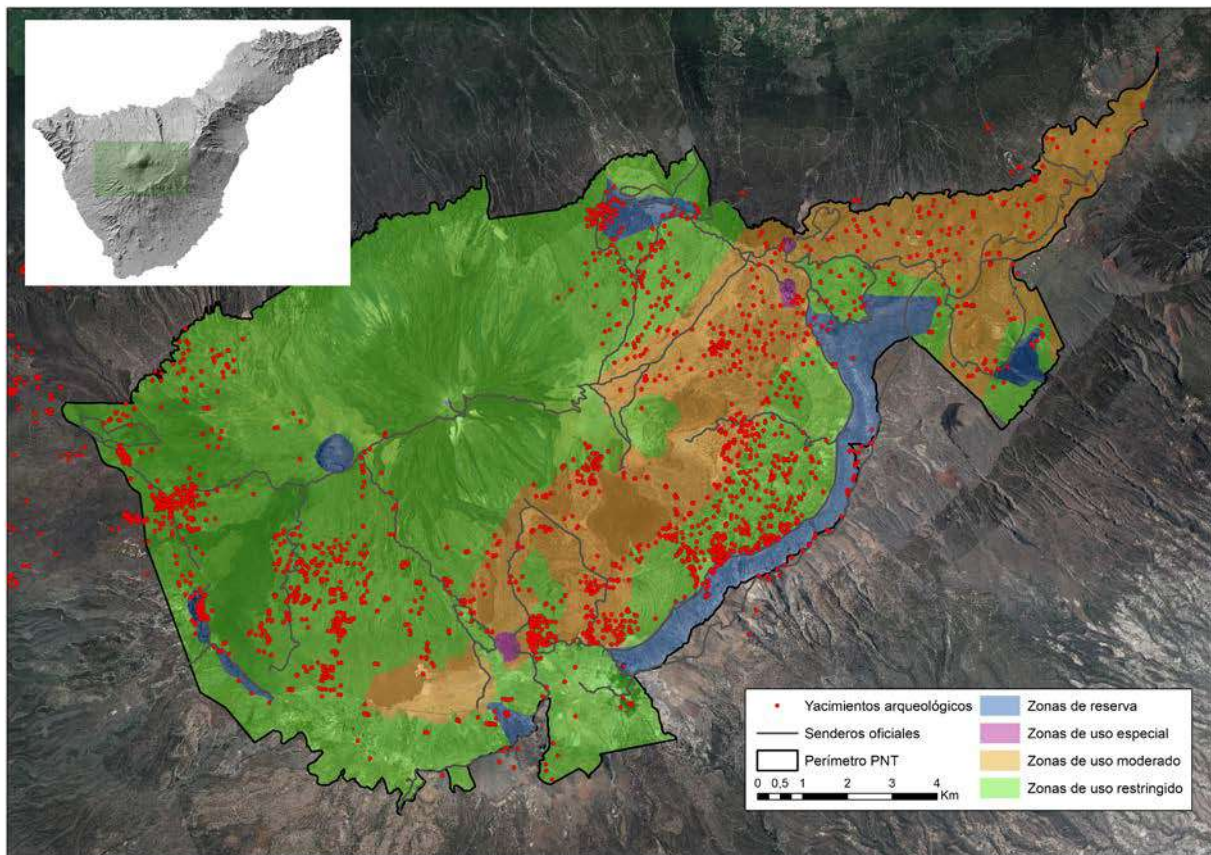 Yacimientos arqueológicos
Senderos oficiales
Perímetro PNT
0 0,5 1 2 3 4
Km
Zonas de reserva
Zonas de uso especial
Zonas de uso moderado
Zonas de uso restringido